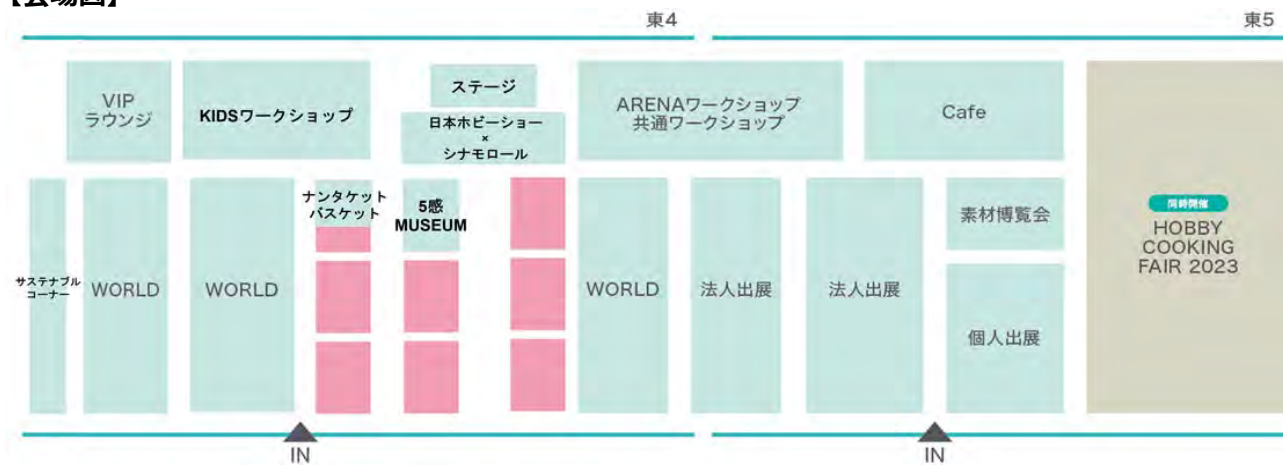 【会場図】
東4
東5
VIP
ラウンジ
KIDSワークショップ
ステージ
日本ホビーショー
×
シナモロール
ARENAワークショップ
共通ワークショップ
Cafe
サステナブル
コーナー
WORLD
WORLD
ナンタケット
バスケット
5感
MUSEUM
WORLD
法人出展
法人出展
素材博覧会
個人出展
同時開催
HOBBY
COOKING
FAIR 2023
IN
IN